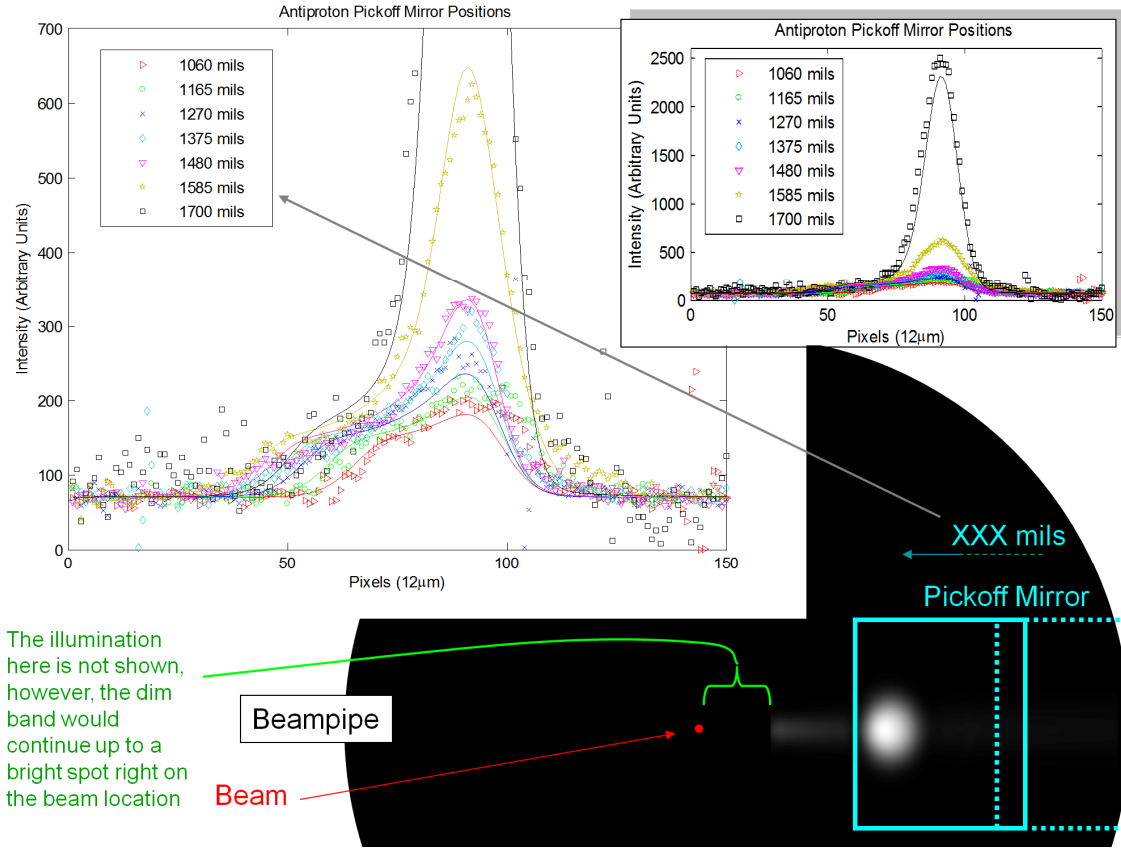 Antiproton Pickoff Mirror Positions
700
600
500
400
300
200
100
0
Intensity (Arbitrary Units)
1060 mils
1165 mils
1270 mils
1375 mils
1480 mils
1585 mils
1700 mils
0
50
100
150
Pixels (12μm)
Antiproton Pickoff Mirror Positions
2500
2000
1500
1000
500
0
Intensity (Arbitrary Units)
1060 mils
1165 mils
1270 mils
1375 mils
1480 mils
1585 mils
1700 mils
0
50
100
150
Pixels (12μm)
XXX mils
Pickoff Mirror
The illumination
here is not shown,
however, the dim
band would
continue up to a
bright spot right on
the beam location
Beampipe
Beam